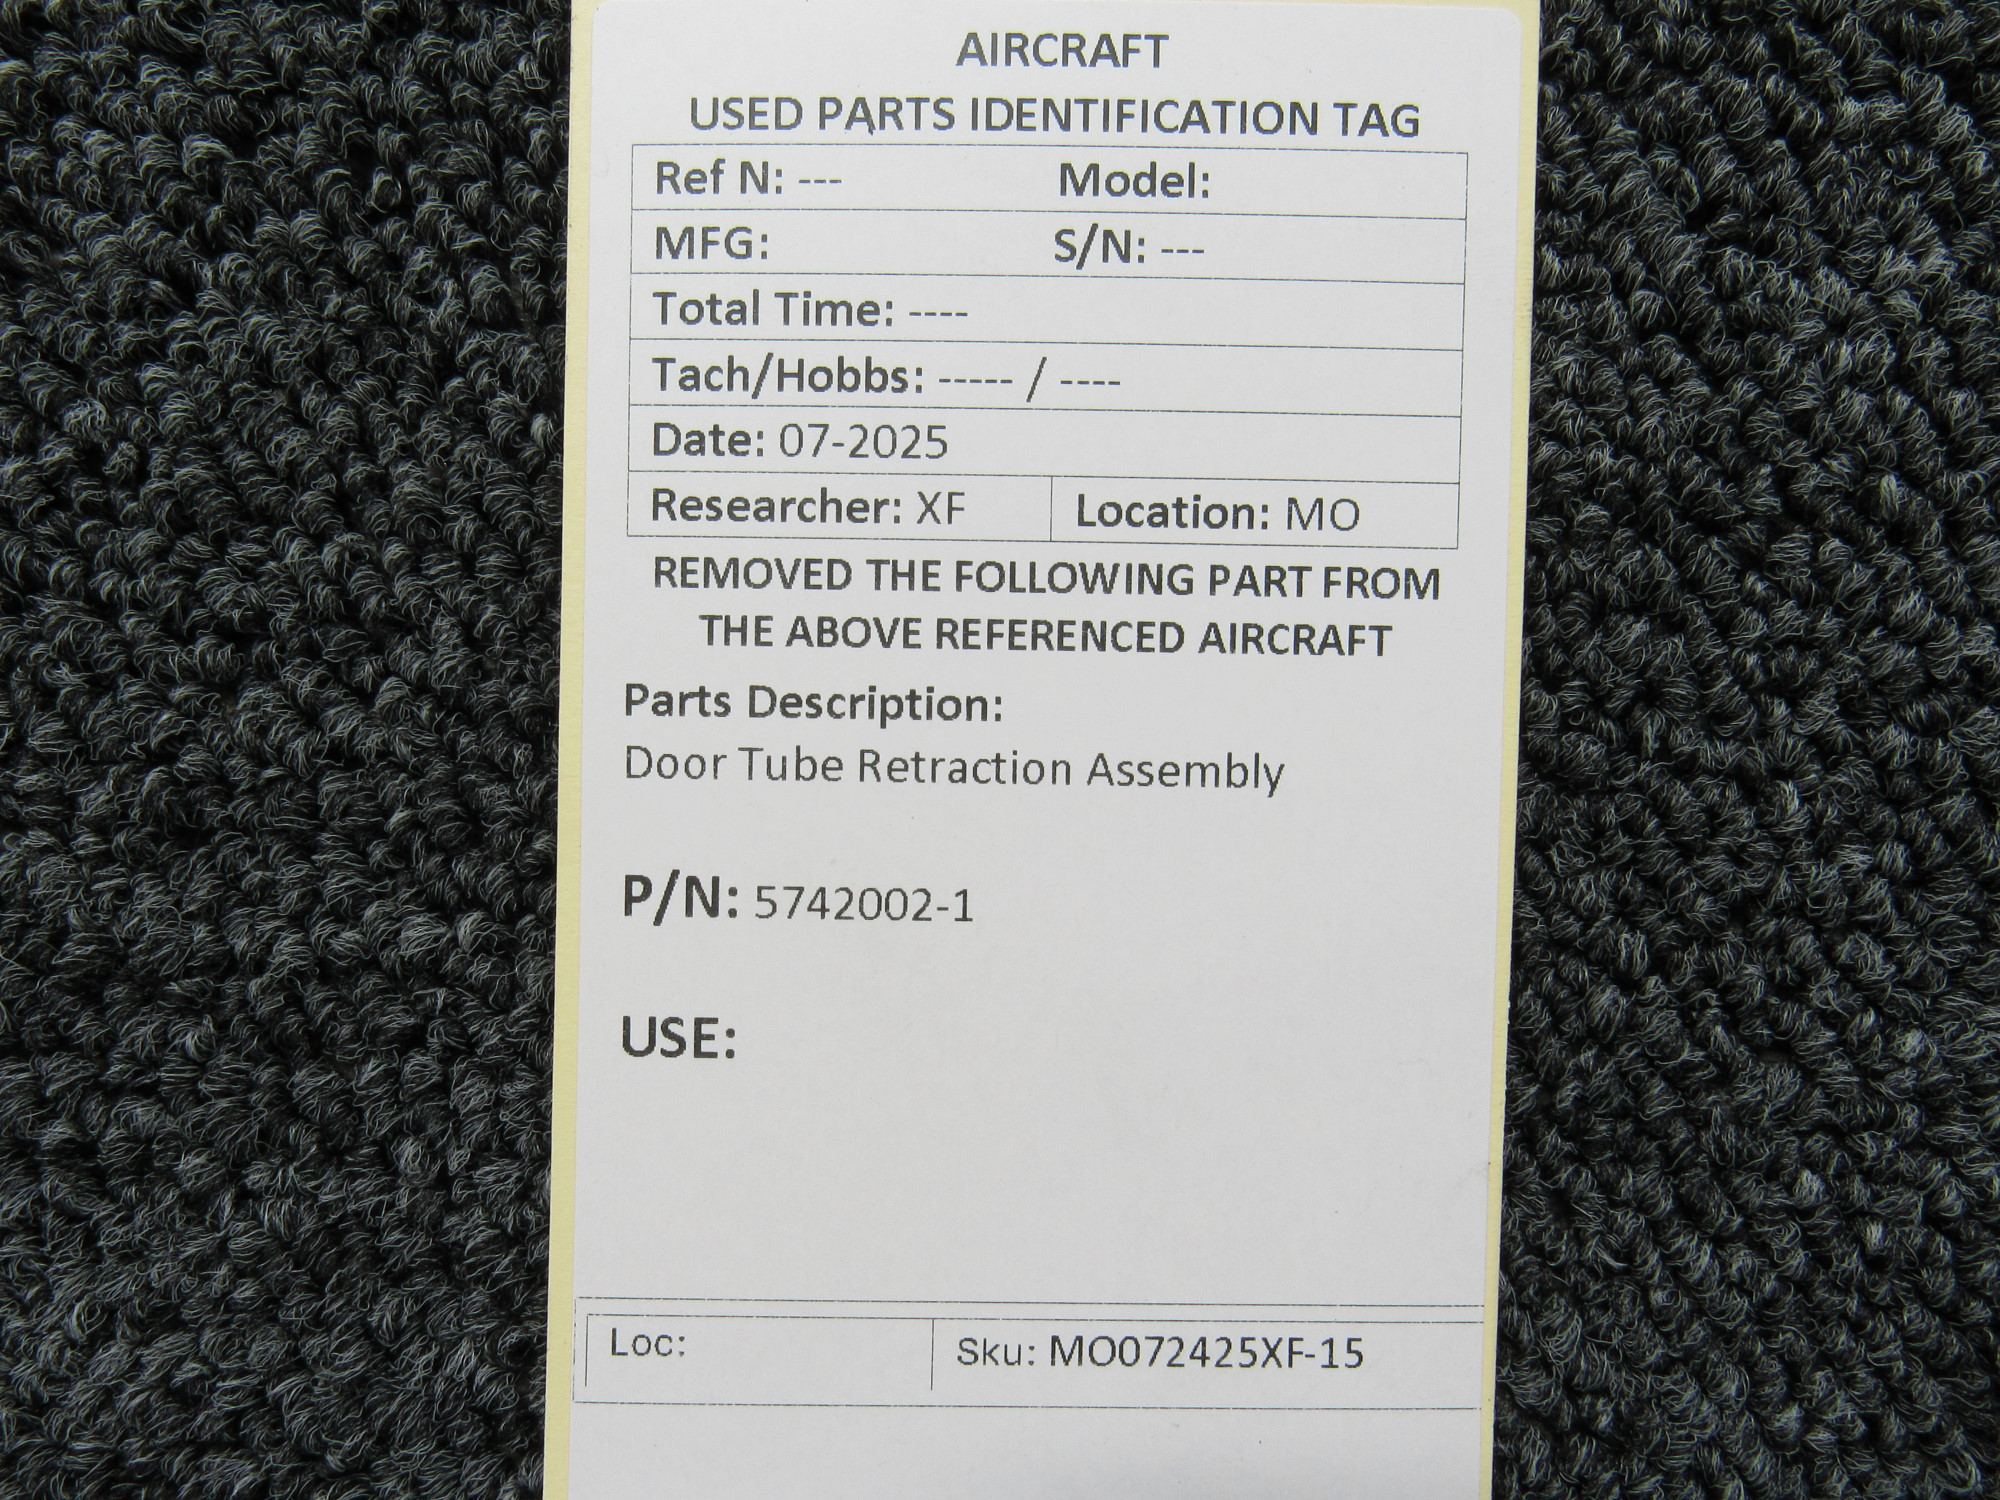 AIRCRAFT
USED PARTS IDENTIFICATION TAG
Ref N: --- Model:
MFG: S/N: ---
Total Time: ----
Tach/Hobbs: ----- / ----
Date: 07-2025
Researcher: XF Location: MO
REMOVED THE FOLLOWING PART FROM
THE ABOVE REFERENCED AIRCRAFT
Parts Description:
Door Tube Retraction Assembly
P/N: 5742002-1
USE:
Loc: Sku: MO072425XF-15